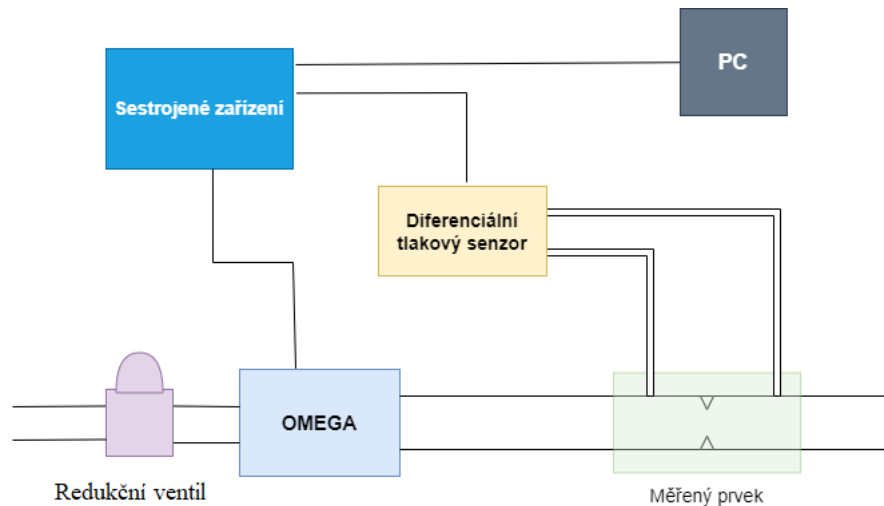 PC
Sestrojené zařízení
Diferenciální
tlakový senzor
OMEGA
Redukční ventil
Měřený prvek